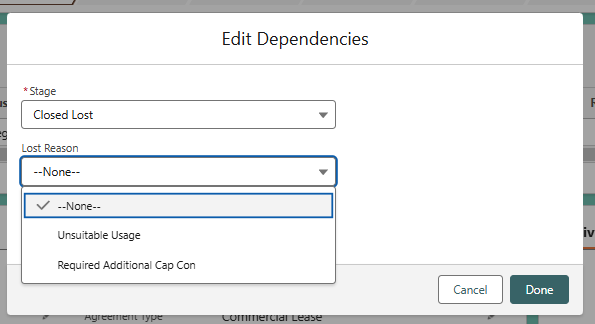 Edit Dependencies
*Stage
Closed Lost
Lost Reason
--None--
--None--
Unsuitable Usage
Required Additional Cap Con
Cancel
Done
Agreement Type
Commercial Lease